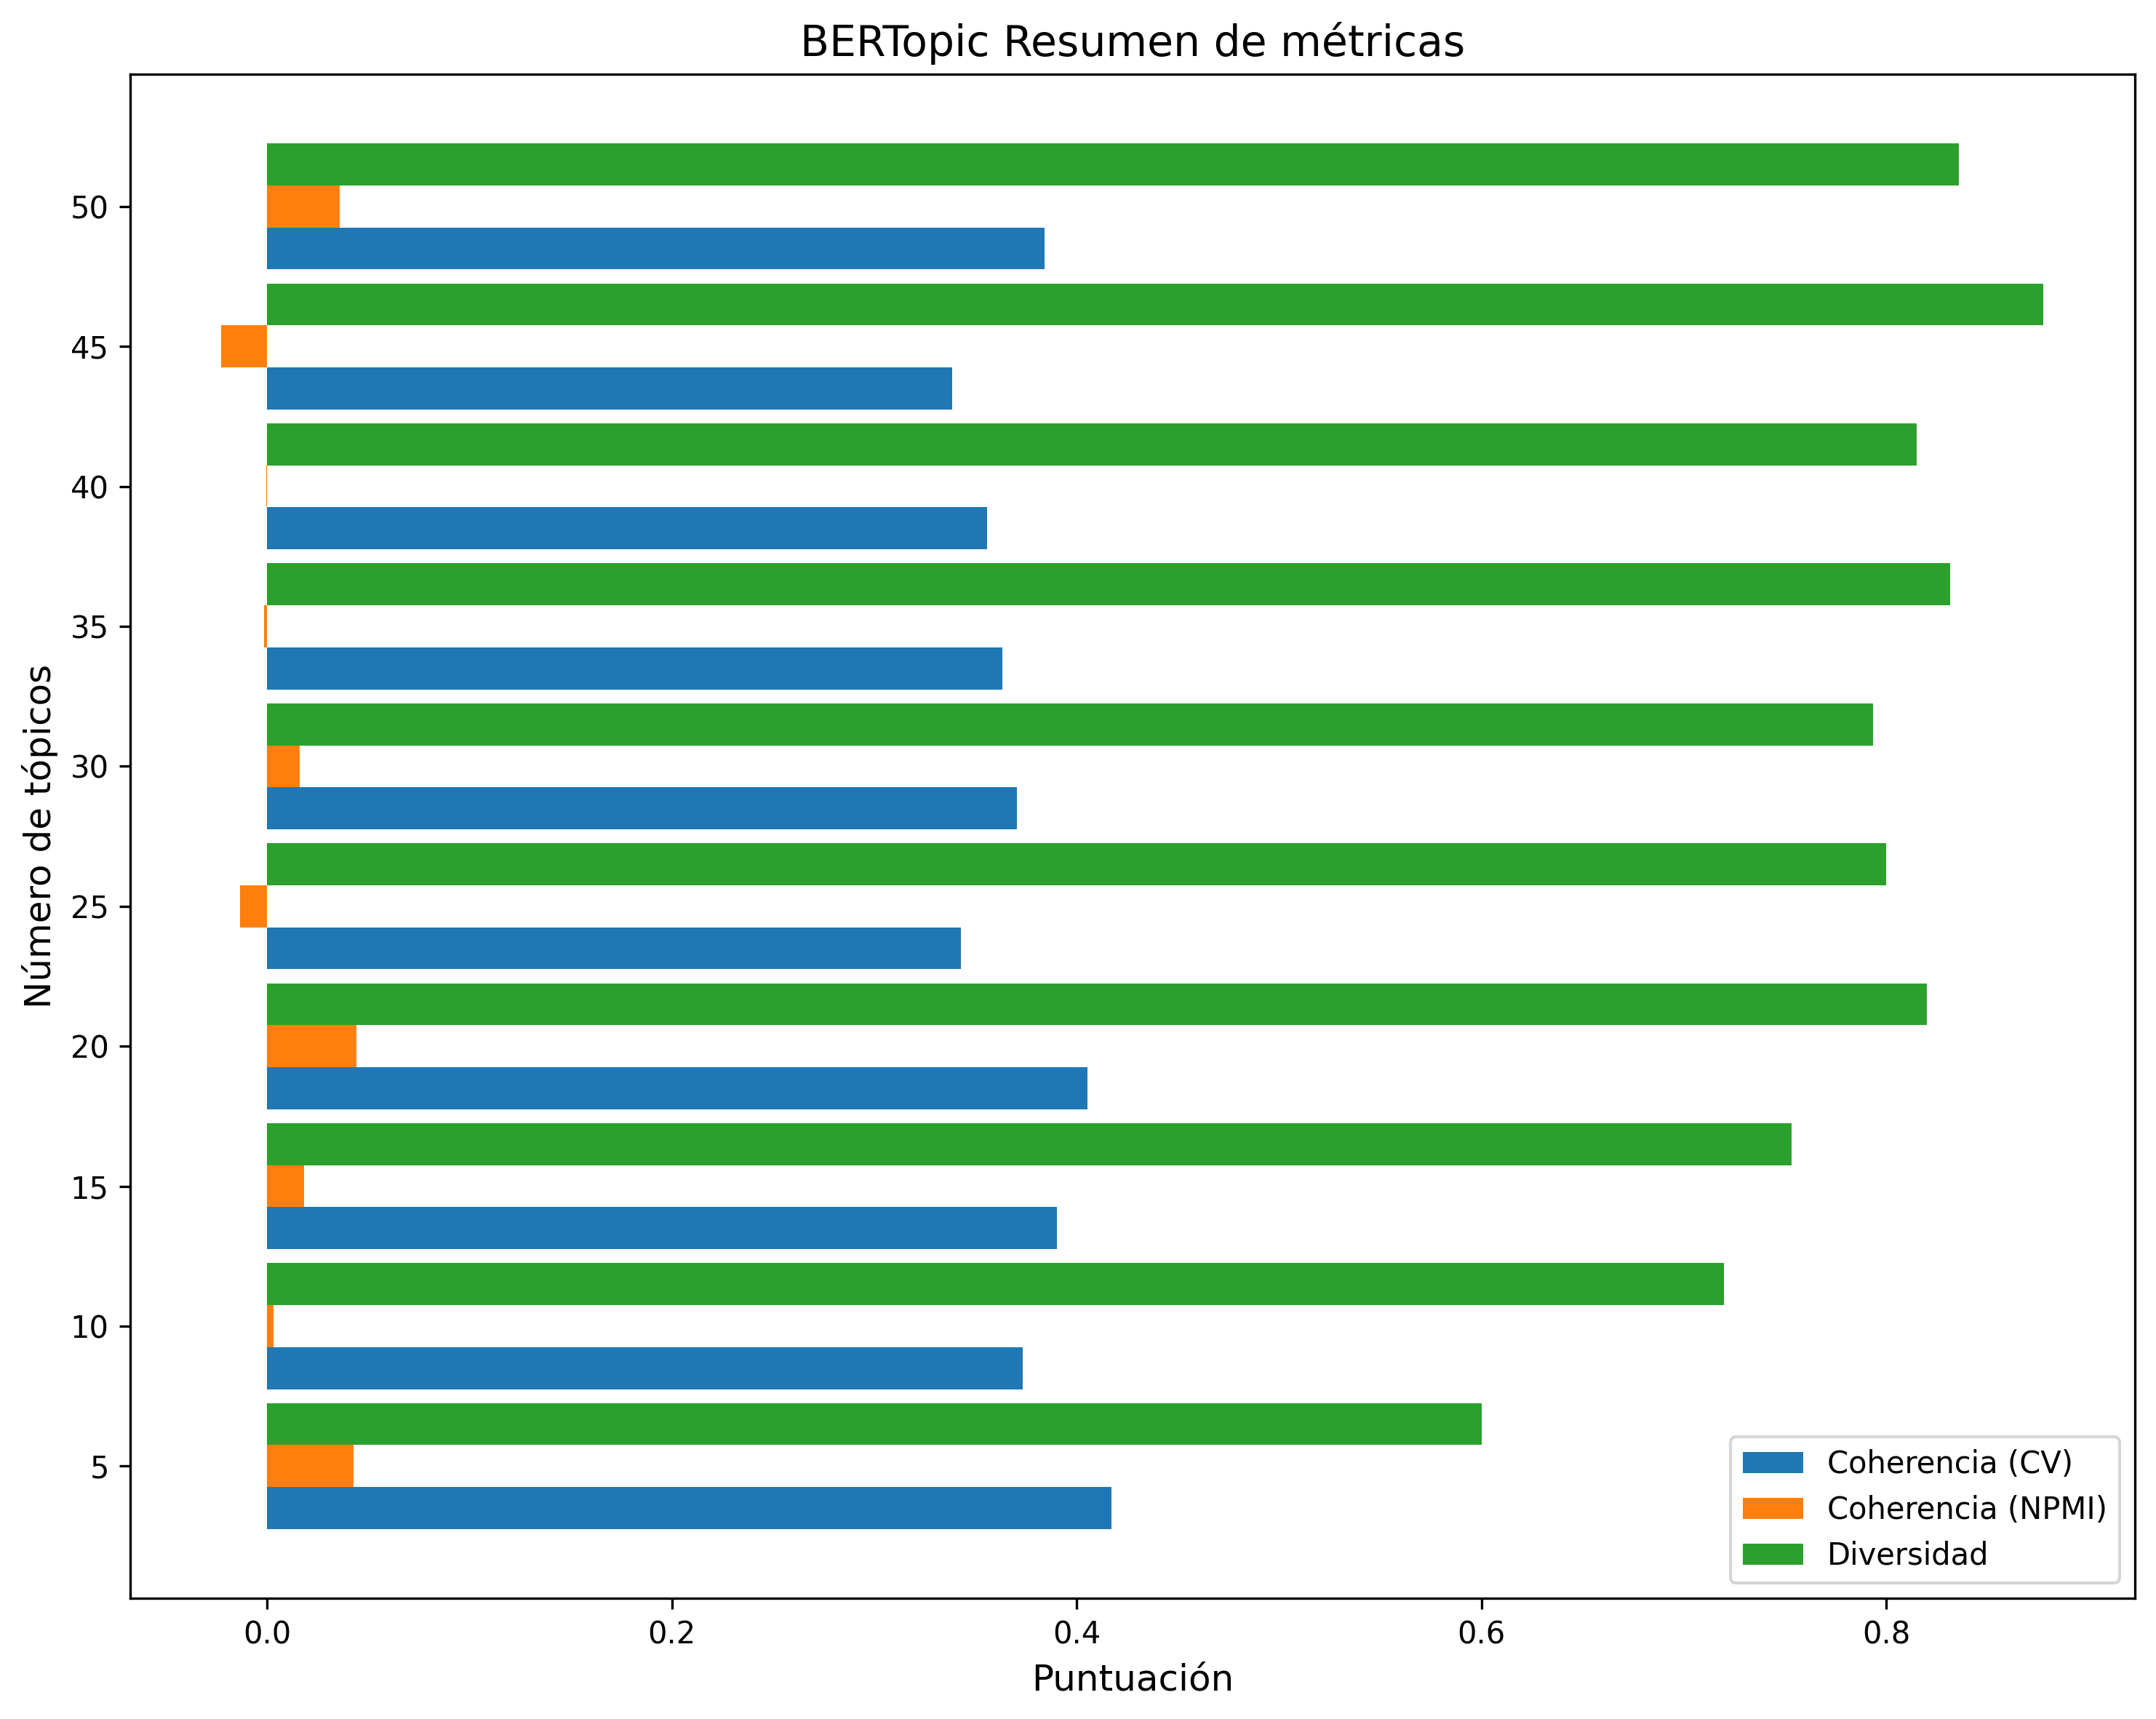 BERTopic Resumen de métricas
Número de tópicos
50
45
40
35
30
25
20
15
10
5
0.0 0.2 0.4 0.6 0.8
Puntuación
Coherencia (CV)
Coherencia (NPMI)
Diversidad